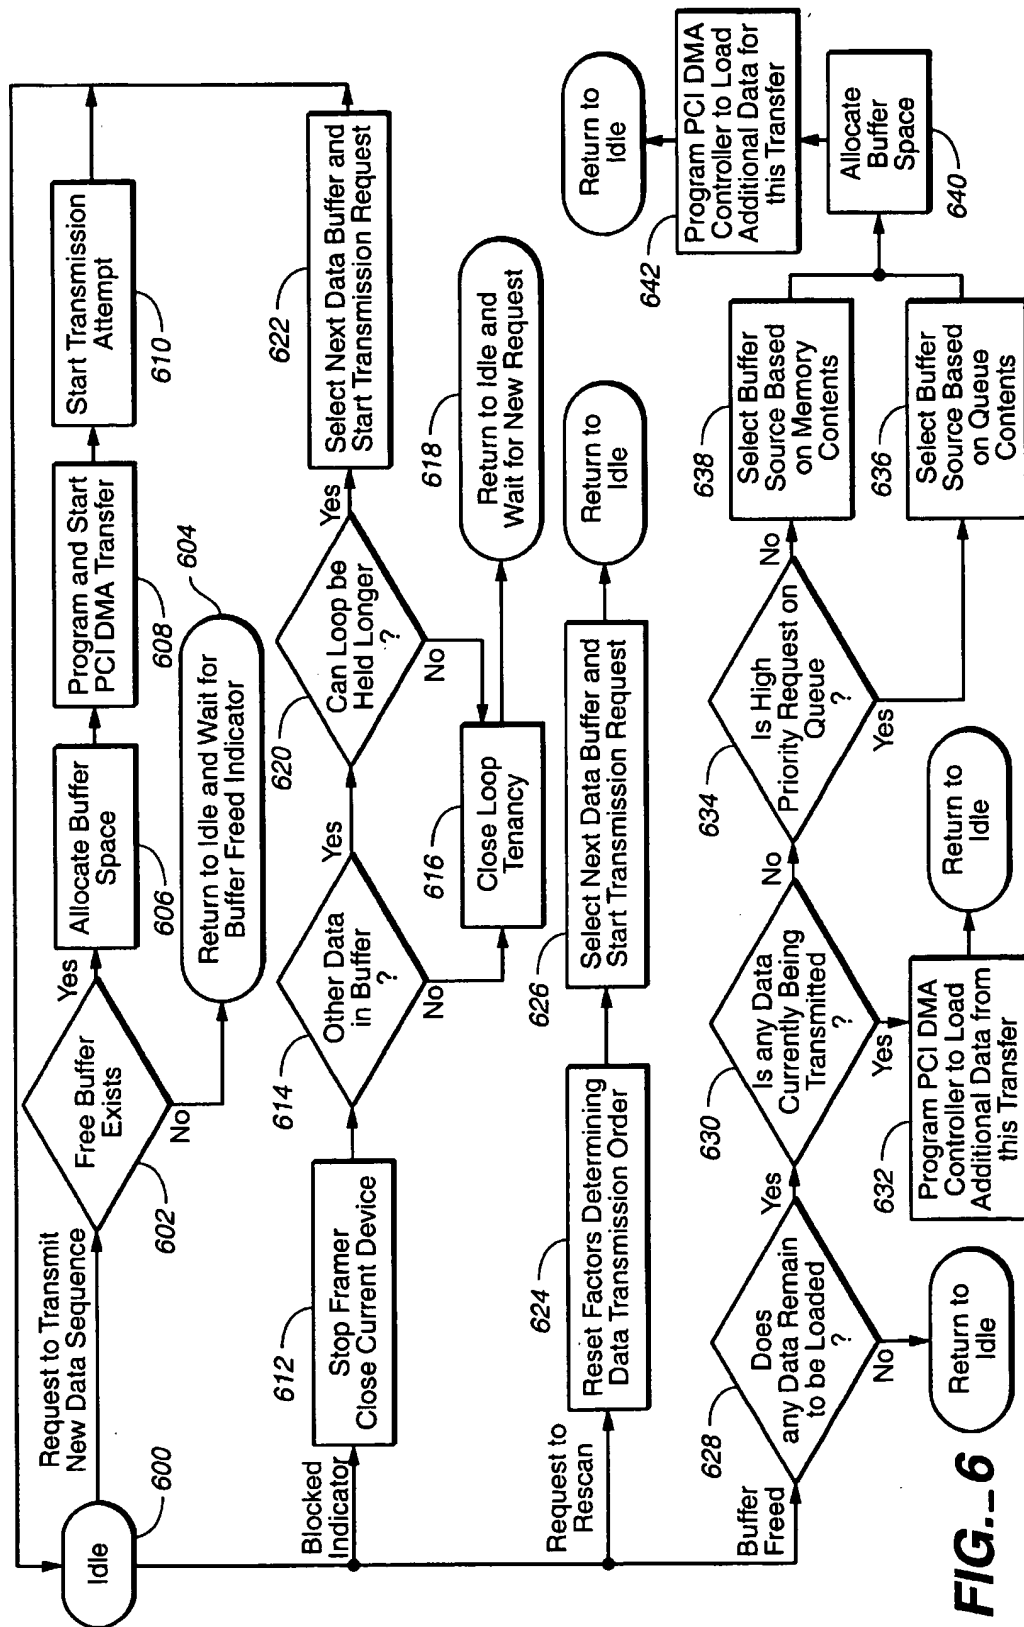 Idle
600
Request to Transmit
New Data Sequence
Free Buffer
Exists
602
Yes
No
Allocate Buffer
Space
606
Program and Start
PCI DMA Transfer
608
Start Transmission
Attempt
610
Return to Idle and Wait for
Buffer Freed Indicator
604
Blocked
Indicator
612
Stop Framer
Close Current Device
614
Other Data
in Buffer
?
Yes
No
620
Can Loop be
Held Longer
?
Yes
No
622
Select Next Data Buffer and
Start Transmission Request
616
Close Loop
Tenancy
618
Return to Idle and
Wait for New Request
Request to
Rescan
624
Reset Factors Determining
Data Transmission Order
626
Select Next Data Buffer and
Start Transmission Request
Return to
Idle
Buffer
Freed
628
Does
any Data Remain
to be Loaded
?
Yes
No
Return to
Idle
630
Is any Data
Currently Being
Transmitted
?
No
Yes
632
Program PCI DMA
Controller to Load
Additional Data from
this Transfer
Return to
Idle
634
Is High
Priority Request on
Queue
?
No
Yes
638
Select Buffer
Source Based
on Memory
Contents
636
Select Buffer
Source Based
on Queue
Contents
Allocate
Buffer
Space
640
642
Program PCI DMA
Controller to Load
Additional Data for
this Transfer
Return to
Idle
FIG._6